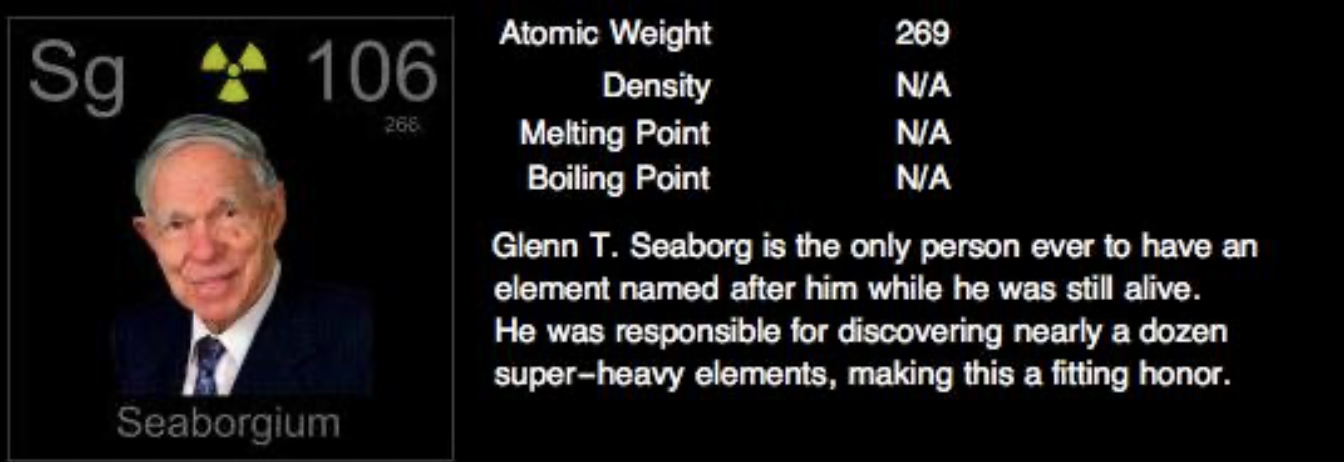 Sg 106
266.
Seaborgium
Atomic Weight 269
Density N/A
Melting Point N/A
Boiling Point N/A
Glenn T. Seaborg is the only person ever to have an
element named after him while he was still alive.
He was responsible for discovering nearly a dozen
super-heavy elements, making this a fitting honor.